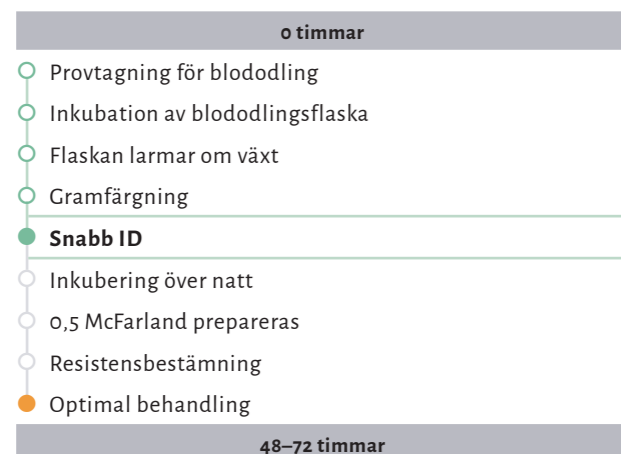 0 timmar
Provtagning för blododling
Inkubation av blododlingsflaska
Flaskan larmar om växt
Gramfärgning
Snabb ID
Inkubering över natt
0,5 McFarland prepareras
Resistensbestämning
Optimal behandling
48–72 timmar